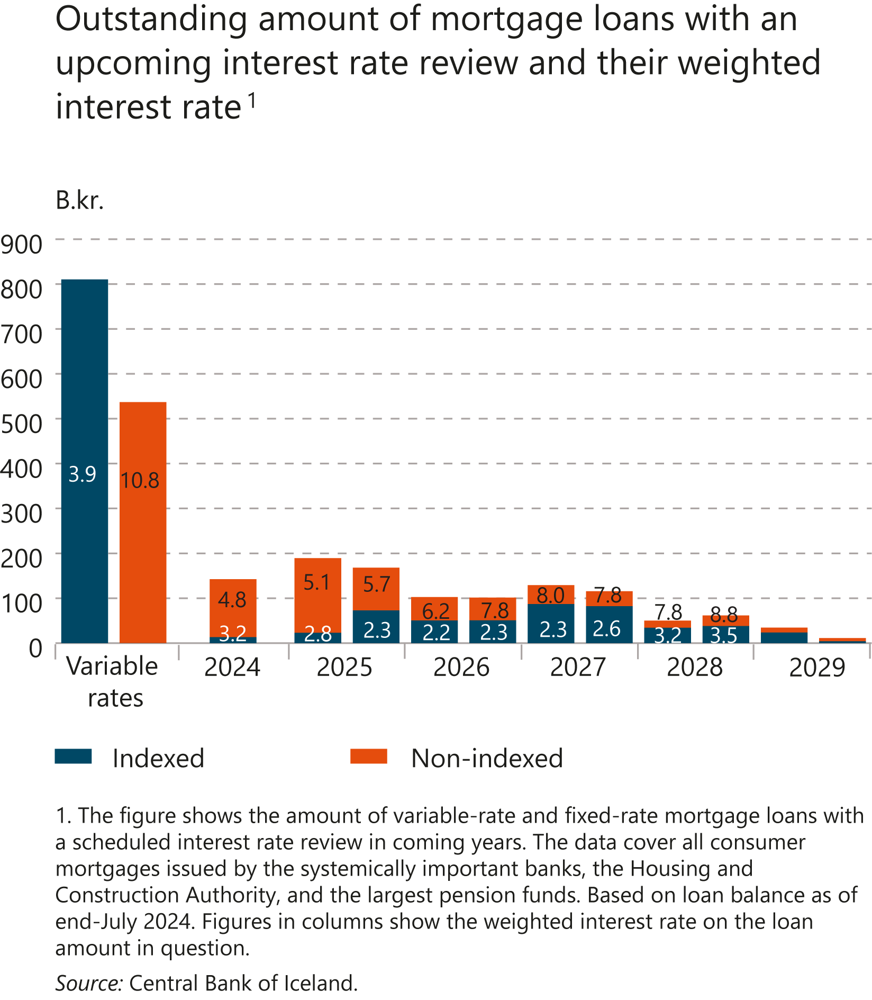 Outstanding amount of mortgage loans with an
upcoming interest rate review and their weighted
interest rate 1
B.kr.
900
800
700
600
500
400
300
200
100
0
3.9
10.8
4.8
3.2
5.1
2.8
5.7
2.3
6.2
2.2
7.8
2.3
8.0
2.3
7.8
2.6
7.8
3.2
8.8
3.5
Variable
rates
2024
2025
2026
2027
2028
2029
Indexed
Non-indexed
1. The figure shows the amount of variable-rate and fixed-rate mortgage loans with
a scheduled interest rate review in coming years. The data cover all consumer
mortgages issued by the systemically important banks, the Housing and
Construction Authority, and the largest pension funds. Based on loan balance as of
end-July 2024. Figures in columns show the weighted interest rate on the loan
amount in question.
Source: Central Bank of Iceland.